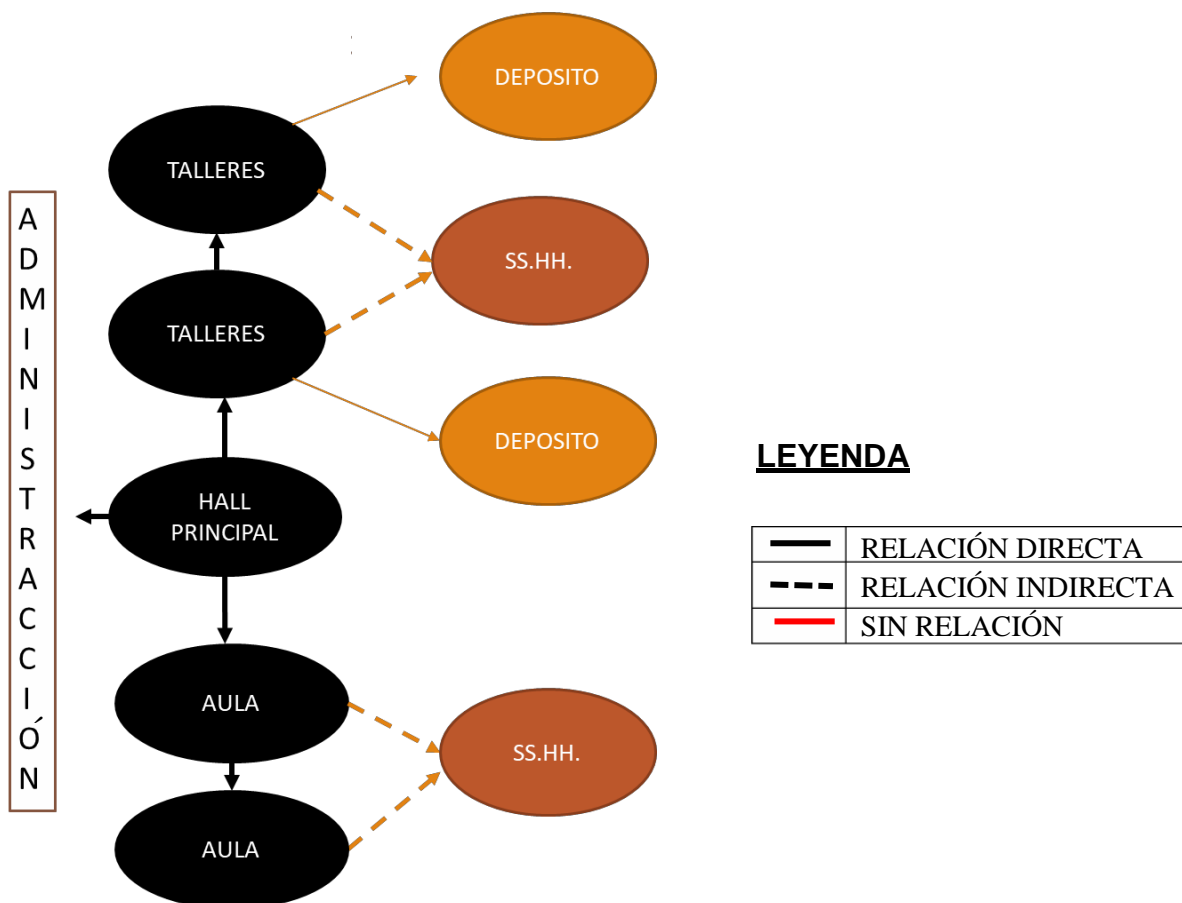 DEPOSITO
TALLERES
ADMINISTRACCIÓN
SS.HH.
TALLERES
DEPOSITO
HALL
PRINCIPAL
AULA
SS.HH.
AULA
LEYENDA
RELACIÓN DIRECTA
RELACIÓN INDIRECTA
SIN RELACIÓN